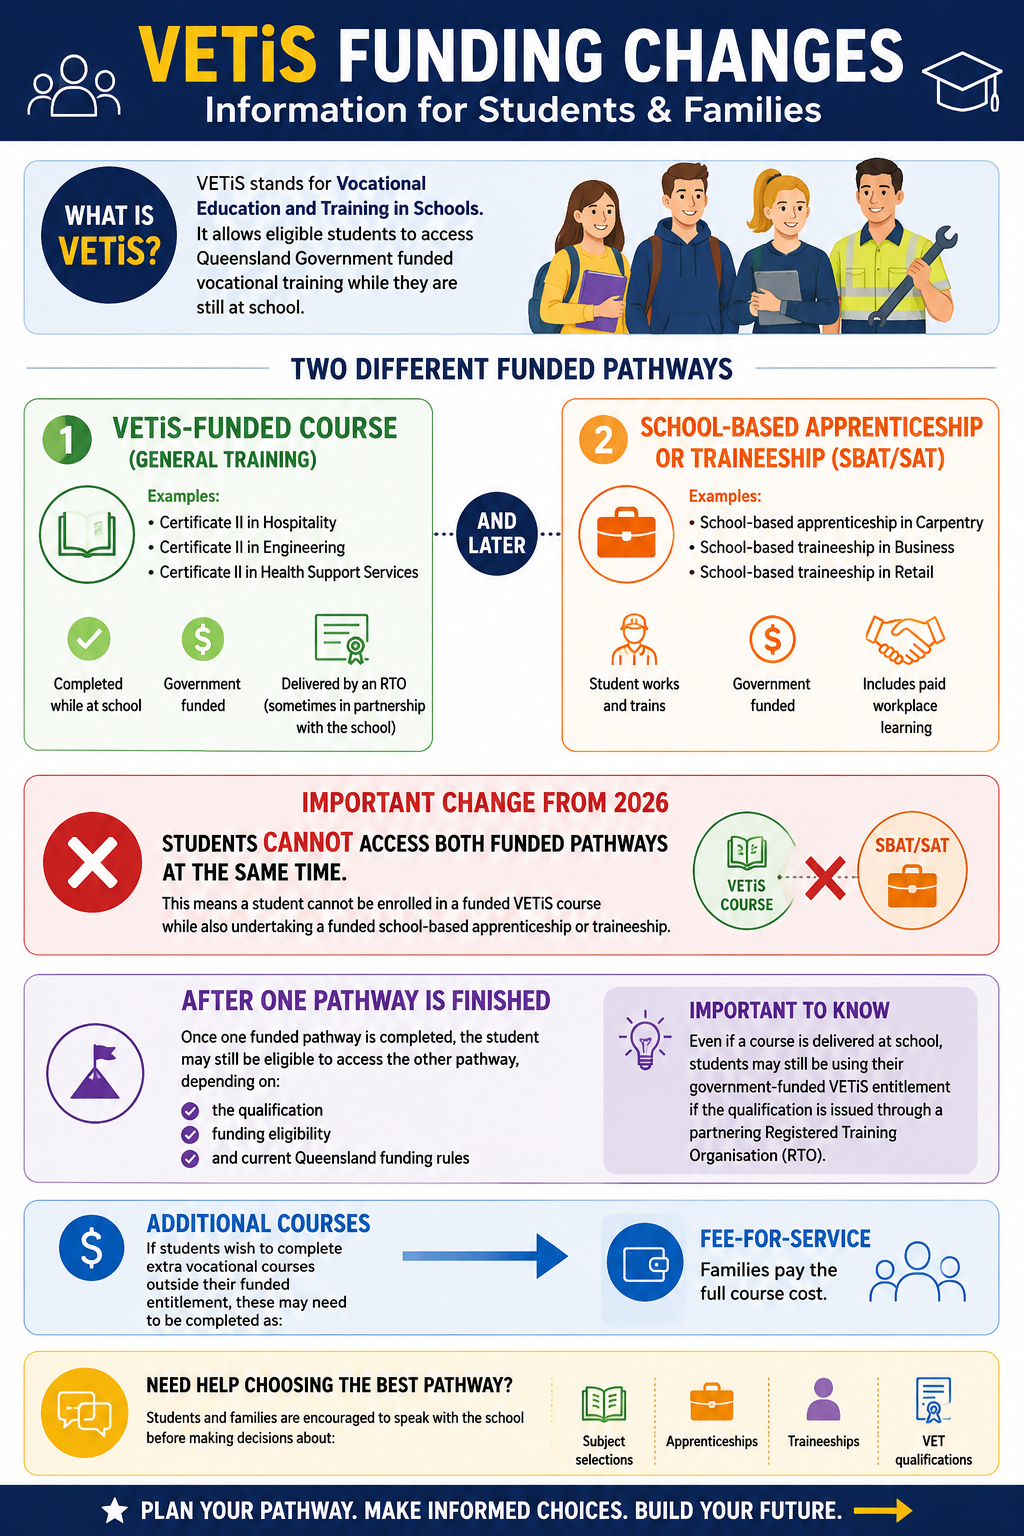 VETiS FUNDING CHANGES
Information for Students & Families
WHAT IS
VETiS?
VETiS stands for Vocational
Education and Training in Schools.
It allows eligible students to access
Queensland Government funded
vocational training while they are
still at school.
TWO DIFFERENT FUNDED PATHWAYS
1
VETiS-FUNDED COURSE
(GENERAL TRAINING)
Examples:
• Certificate II in Hospitality
• Certificate II in Engineering
• Certificate II in Health Support Services
Completed
while at school
$
Government
funded
Delivered by an RTO
(sometimes in partnership
with the school)
AND
LATER
2
SCHOOL-BASED APPRENTICESHIP
OR TRAINEESHIP (SBAT/SAT)
Examples:
• School-based apprenticeship in Carpentry
• School-based traineeship in Business
• School-based traineeship in Retail
Student works
and trains
$
Government
funded
Includes paid
workplace
learning
IMPORTANT CHANGE FROM 2026
STUDENTS CANNOT ACCESS BOTH FUNDED PATHWAYS
AT THE SAME TIME.
This means a student cannot be enrolled in a funded VETiS course
while also undertaking a funded school-based apprenticeship or traineeship.
VETiS
COURSE
SBAT/SAT
AFTER ONE PATHWAY IS FINISHED
Once one funded pathway is completed, the student
may still be eligible to access the other pathway,
depending on:
the qualification
funding eligibility
and current Queensland funding rules
IMPORTANT TO KNOW
Even if a course is delivered at school,
students may still be using their
government-funded VETiS entitlement
if the qualification is issued through a
partnering Registered Training
Organisation (RTO).
$
ADDITIONAL COURSES
If students wish to complete
extra vocational courses
outside their funded
entitlement, these may need
to be completed as:
FEE-FOR-SERVICE
Families pay the
full course cost.
NEED HELP CHOOSING THE BEST PATHWAY?
Students and families are encouraged to speak with the school
before making decisions about:
Subject
selections
Apprenticeships
Traineeships
VET
qualifications
PLAN YOUR PATHWAY. MAKE INFORMED CHOICES. BUILD YOUR FUTURE.